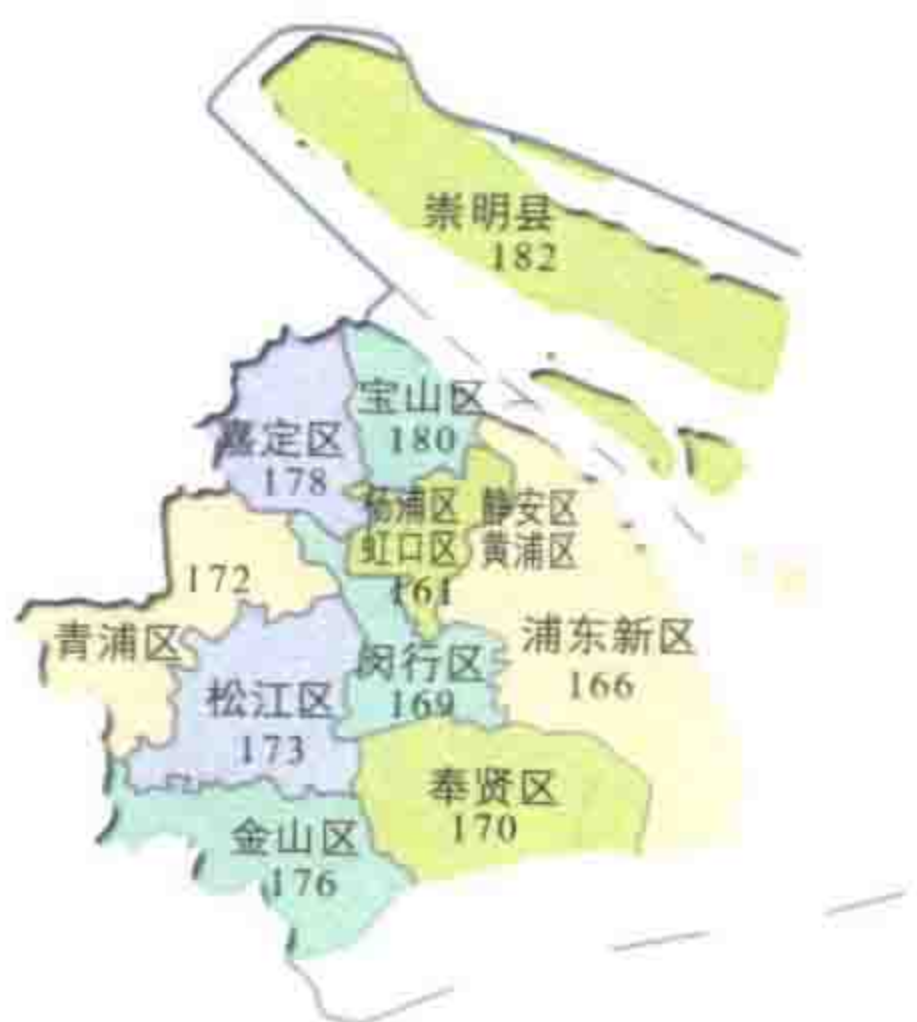 崇明县
182
宝山区
180
嘉定区
178
杨浦区 静安区
虹口区 黄浦区
161
172
青浦区
浦东新区
166
闵行区
169
松江区
173
奉贤区
170
金山区
176